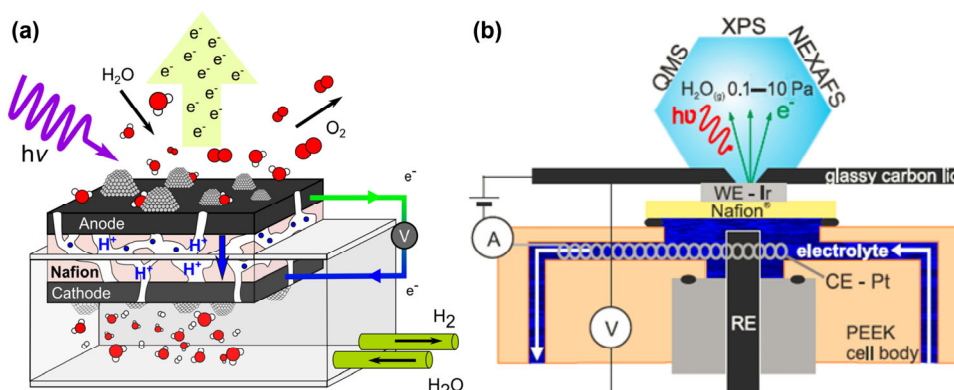 (a)
e⁻
e⁻ e⁻
e⁻ e⁻
e⁻ e⁻
e⁻
e⁻
H₂O
O₂
hν
e⁻
Anode
V
H⁺ H⁺
H⁺ H⁺
Nafion
Cathode
e⁻
H₂
H₂O
(b)
XPS
QMS
NEXAFS
H₂O(g) 0.1—10 Pa
hυ
e⁻
glassy carbon lid
WE - Ir
Nafion®
A
electrolyte
CE - Pt
V
RE
PEEK
cell body